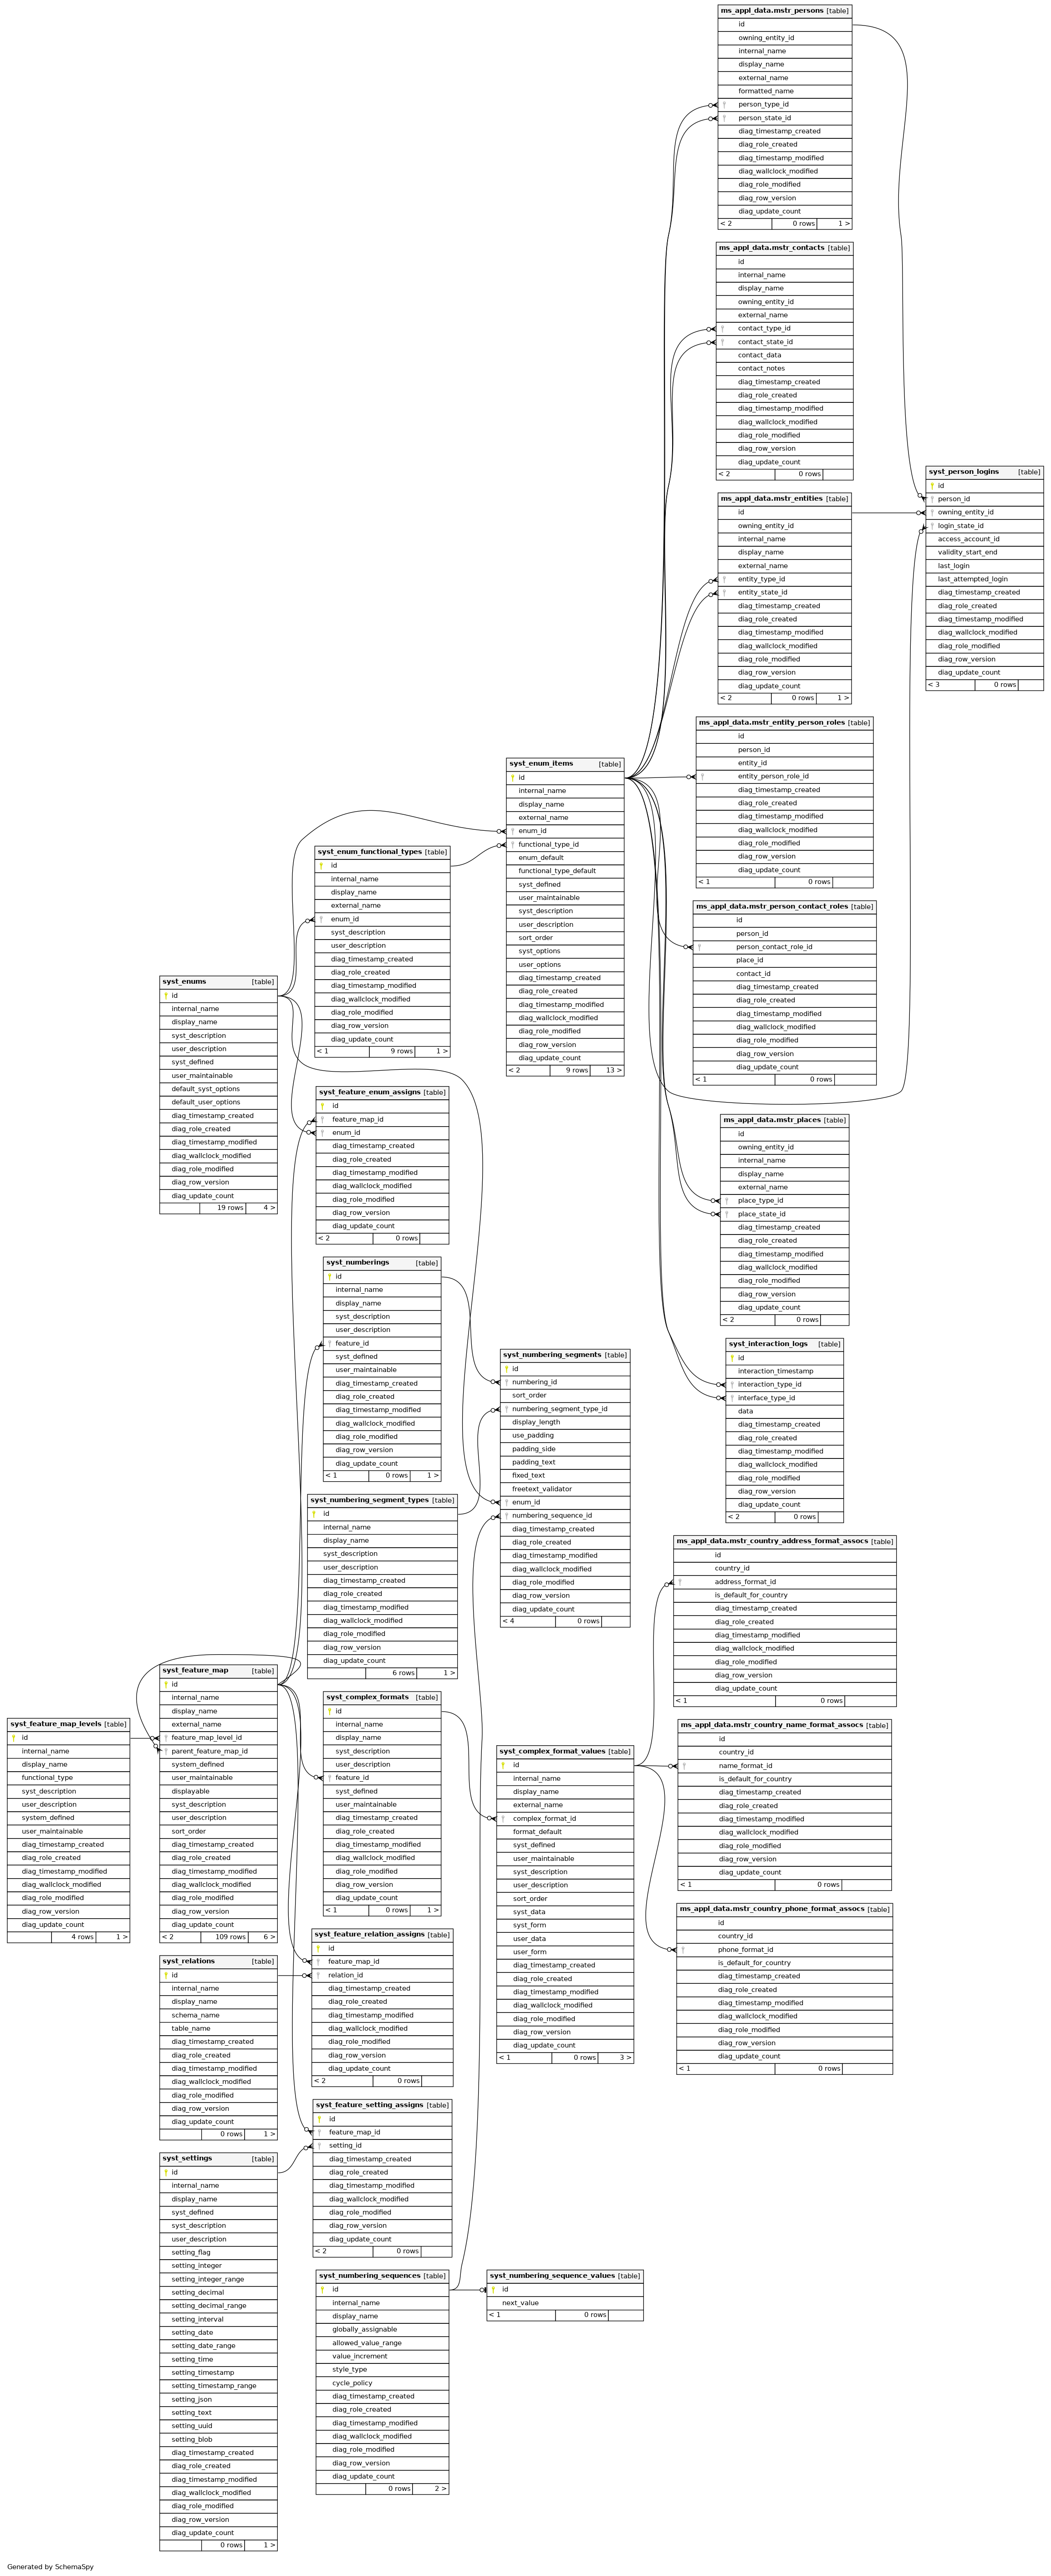 syst_feature_map_levels [table]
id
internal_name
display_name
functional_type
syst_description
user_description
system_defined
user_maintainable
diag_timestamp_created
diag_role_created
diag_timestamp_modified
diag_wallclock_modified
diag_role_modified
diag_row_version
diag_update_count
4 rows 1 >
syst_enums [table]
id
internal_name
display_name
syst_description
user_description
syst_defined
user_maintainable
default_syst_options
default_user_options
diag_timestamp_created
diag_role_created
diag_timestamp_modified
diag_wallclock_modified
diag_role_modified
diag_row_version
diag_update_count
19 rows 4 >
syst_feature_map [table]
id
internal_name
display_name
external_name
feature_map_level_id
parent_feature_map_id
system_defined
user_maintainable
displayable
syst_description
user_description
sort_order
diag_timestamp_created
diag_role_created
diag_timestamp_modified
diag_wallclock_modified
diag_role_modified
diag_row_version
diag_update_count
< 2 109 rows 6 >
syst_relations [table]
id
internal_name
display_name
schema_name
table_name
diag_timestamp_created
diag_role_created
diag_timestamp_modified
diag_wallclock_modified
diag_role_modified
diag_row_version
diag_update_count
0 rows 1 >
syst_settings [table]
id
internal_name
display_name
syst_defined
syst_description
user_description
setting_flag
setting_integer
setting_integer_range
setting_decimal
setting_decimal_range
setting_interval
setting_date
setting_date_range
setting_time
setting_timestamp
setting_timestamp_range
setting_json
setting_text
setting_uuid
setting_blob
diag_timestamp_created
diag_role_created
diag_timestamp_modified
diag_wallclock_modified
diag_role_modified
diag_row_version
diag_update_count
0 rows 1 >
syst_enum_functional_types [table]
id
internal_name
display_name
external_name
enum_id
syst_description
user_description
diag_timestamp_created
diag_role_created
diag_timestamp_modified
diag_wallclock_modified
diag_role_modified
diag_row_version
diag_update_count
< 1 9 rows 1 >
syst_feature_enum_assigns [table]
id
feature_map_id
enum_id
diag_timestamp_created
diag_role_created
diag_timestamp_modified
diag_wallclock_modified
diag_role_modified
diag_row_version
diag_update_count
< 2 0 rows
syst_numberings [table]
id
internal_name
display_name
syst_description
user_description
feature_id
syst_defined
user_maintainable
diag_timestamp_created
diag_role_created
diag_timestamp_modified
diag_wallclock_modified
diag_role_modified
diag_row_version
diag_update_count
< 1 0 rows 1 >
syst_numbering_segment_types [table]
id
internal_name
display_name
syst_description
user_description
diag_timestamp_created
diag_role_created
diag_timestamp_modified
diag_wallclock_modified
diag_role_modified
diag_row_version
diag_update_count
6 rows 1 >
syst_complex_formats [table]
id
internal_name
display_name
syst_description
user_description
feature_id
syst_defined
user_maintainable
diag_timestamp_created
diag_role_created
diag_timestamp_modified
diag_wallclock_modified
diag_role_modified
diag_row_version
diag_update_count
< 1 0 rows 1 >
syst_feature_relation_assigns [table]
id
feature_map_id
relation_id
diag_timestamp_created
diag_role_created
diag_timestamp_modified
diag_wallclock_modified
diag_role_modified
diag_row_version
diag_update_count
< 2 0 rows
syst_feature_setting_assigns [table]
id
feature_map_id
setting_id
diag_timestamp_created
diag_role_created
diag_timestamp_modified
diag_wallclock_modified
diag_role_modified
diag_row_version
diag_update_count
< 2 0 rows
syst_numbering_sequences [table]
id
internal_name
display_name
globally_assignable
allowed_value_range
value_increment
style_type
cycle_policy
diag_timestamp_created
diag_role_created
diag_timestamp_modified
diag_wallclock_modified
diag_role_modified
diag_row_version
diag_update_count
0 rows 2 >
syst_enum_items [table]
id
internal_name
display_name
external_name
enum_id
functional_type_id
enum_default
functional_type_default
syst_defined
user_maintainable
syst_description
user_description
sort_order
syst_options
user_options
diag_timestamp_created
diag_role_created
diag_timestamp_modified
diag_wallclock_modified
diag_role_modified
diag_row_version
diag_update_count
< 2 9 rows 13 >
syst_numbering_segments [table]
id
numbering_id
sort_order
numbering_segment_type_id
display_length
use_padding
padding_side
padding_text
fixed_text
freetext_validator
enum_id
numbering_sequence_id
diag_timestamp_created
diag_role_created
diag_timestamp_modified
diag_wallclock_modified
diag_role_modified
diag_row_version
diag_update_count
< 4 0 rows
syst_complex_format_values [table]
id
internal_name
display_name
external_name
complex_format_id
format_default
syst_defined
user_maintainable
syst_description
user_description
sort_order
syst_data
syst_form
user_data
user_form
diag_timestamp_created
diag_role_created
diag_timestamp_modified
diag_wallclock_modified
diag_role_modified
diag_row_version
diag_update_count
< 1 0 rows 3 >
syst_numbering_sequence_values [table]
id
next_value
< 1 0 rows
ms_appl_data.mstr_persons [table]
id
owning_entity_id
internal_name
display_name
external_name
formatted_name
person_type_id
person_state_id
diag_timestamp_created
diag_role_created
diag_timestamp_modified
diag_wallclock_modified
diag_role_modified
diag_row_version
diag_update_count
< 2 0 rows 1 >
ms_appl_data.mstr_contacts [table]
id
internal_name
display_name
owning_entity_id
external_name
contact_type_id
contact_state_id
contact_data
contact_notes
diag_timestamp_created
diag_role_created
diag_timestamp_modified
diag_wallclock_modified
diag_role_modified
diag_row_version
diag_update_count
< 2 0 rows
ms_appl_data.mstr_entities [table]
id
owning_entity_id
internal_name
display_name
external_name
entity_type_id
entity_state_id
diag_timestamp_created
diag_role_created
diag_timestamp_modified
diag_wallclock_modified
diag_role_modified
diag_row_version
diag_update_count
< 2 0 rows 1 >
ms_appl_data.mstr_entity_person_roles [table]
id
person_id
entity_id
entity_person_role_id
diag_timestamp_created
diag_role_created
diag_timestamp_modified
diag_wallclock_modified
diag_role_modified
diag_row_version
diag_update_count
< 1 0 rows
ms_appl_data.mstr_person_contact_roles [table]
id
person_id
person_contact_role_id
place_id
contact_id
diag_timestamp_created
diag_role_created
diag_timestamp_modified
diag_wallclock_modified
diag_role_modified
diag_row_version
diag_update_count
< 1 0 rows
ms_appl_data.mstr_places [table]
id
owning_entity_id
internal_name
display_name
external_name
place_type_id
place_state_id
diag_timestamp_created
diag_role_created
diag_timestamp_modified
diag_wallclock_modified
diag_role_modified
diag_row_version
diag_update_count
< 2 0 rows
syst_interaction_logs [table]
id
interaction_timestamp
interaction_type_id
interface_type_id
data
diag_timestamp_created
diag_role_created
diag_timestamp_modified
diag_wallclock_modified
diag_role_modified
diag_row_version
diag_update_count
< 2 0 rows
ms_appl_data.mstr_country_address_format_assocs [table]
id
country_id
address_format_id
is_default_for_country
diag_timestamp_created
diag_role_created
diag_timestamp_modified
diag_wallclock_modified
diag_role_modified
diag_row_version
diag_update_count
< 1 0 rows
ms_appl_data.mstr_country_name_format_assocs [table]
id
country_id
name_format_id
is_default_for_country
diag_timestamp_created
diag_role_created
diag_timestamp_modified
diag_wallclock_modified
diag_role_modified
diag_row_version
diag_update_count
< 1 0 rows
ms_appl_data.mstr_country_phone_format_assocs [table]
id
country_id
phone_format_id
is_default_for_country
diag_timestamp_created
diag_role_created
diag_timestamp_modified
diag_wallclock_modified
diag_role_modified
diag_row_version
diag_update_count
< 1 0 rows
syst_person_logins [table]
id
person_id
owning_entity_id
login_state_id
access_account_id
validity_start_end
last_login
last_attempted_login
diag_timestamp_created
diag_role_created
diag_timestamp_modified
diag_wallclock_modified
diag_role_modified
diag_row_version
diag_update_count
< 3 0 rows
Generated by SchemaSpy